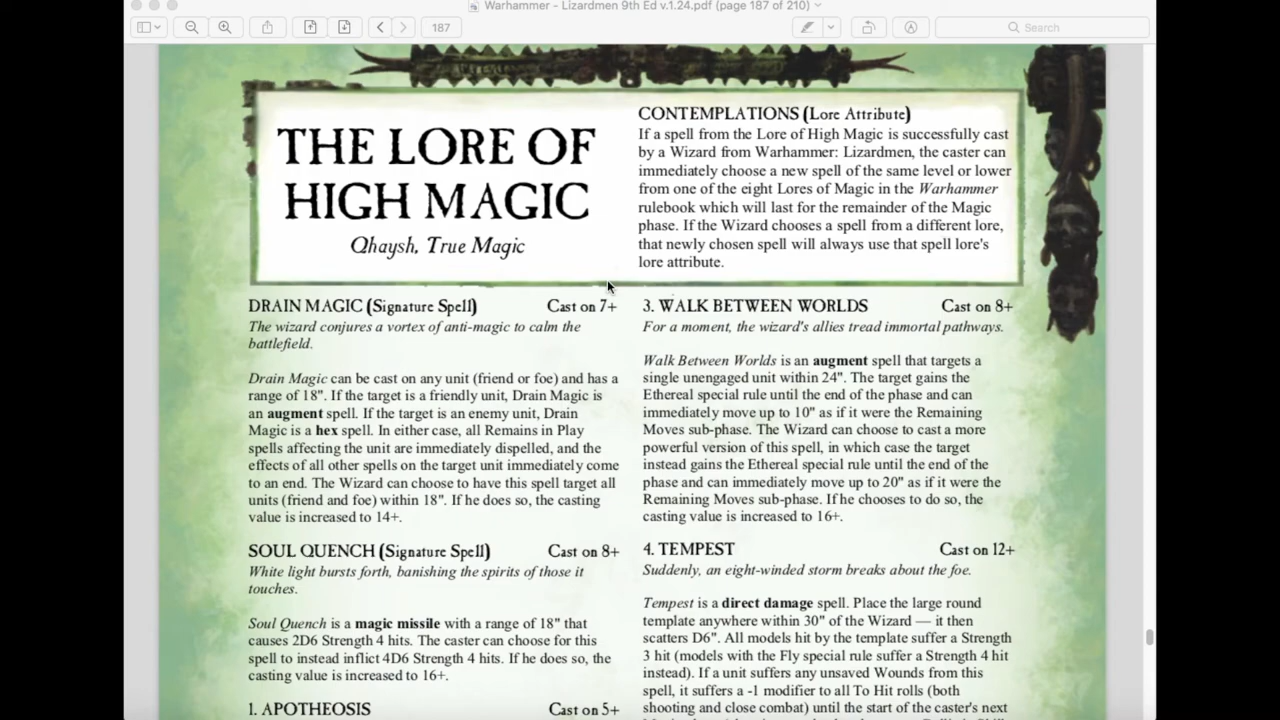 Warhammer - Lizardmen 9th Ed v.1.24.pdf (page 187 of 210)
187
Search
THE LORE OF
HIGH MAGIC
Qhaysh, True Magic
CONTEMPLATIONS (Lore Attribute)
If a spell from the Lore of High Magic is successfully cast
by a Wizard from Warhammer: Lizardmen, the caster can
immediately choose a new spell of the same level or lower
from one of the eight Lores of Magic in the Warhammer
rulebook which will last for the remainder of the Magic
phase. If the Wizard chooses a spell from a different lore,
that newly chosen spell will always use that spell lore's
lore attribute.
DRAIN MAGIC (Signature Spell) Cast on 7+
The wizard conjures a vortex of anti-magic to calm the
battlefield.
Drain Magic can be cast on any unit (friend or foe) and has a
range of 18". If the target is a friendly unit, Drain Magic is
an augment spell. If the target is an enemy unit, Drain
Magic is a hex spell. In either case, all Remains in Play
spells affecting the unit are immediately dispelled, and the
effects of all other spells on the target unit immediately come
to an end. The Wizard can choose to have this spell target all
units (friend and foe) within 18". If he does so, the casting
value is increased to 14+.
SOUL QUENCH (Signature Spell) Cast on 8+
White light bursts forth, banishing the spirits of those it
touches.
Soul Quench is a magic missile with a range of 18" that
causes 2D6 Strength 4 hits. The caster can choose for this
spell to instead inflict 4D6 Strength 4 hits. If he does so, the
casting value is increased to 16+.
1. APOTHEOSIS Cast on 5+
3. WALK BETWEEN WORLDS Cast on 8+
For a moment, the wizard's allies tread immortal pathways.
Walk Between Worlds is an augment spell that targets a
single unengaged unit within 24". The target gains the
Ethereal special rule until the end of the phase and can
immediately move up to 10" as if it were the Remaining
Moves sub-phase. The Wizard can choose to cast a more
powerful version of this spell, in which case the target
instead gains the Ethereal special rule until the end of the
phase and can immediately move up to 20" as if it were the
Remaining Moves sub-phase. If he chooses to do so, the
casting value is increased to 16+.
4. TEMPEST Cast on 12+
Suddenly, an eight-winded storm breaks about the foe.
Tempest is a direct damage spell. Place the large round
template anywhere within 30" of the Wizard — it then
scatters D6". All models hit by the template suffer a Strength
3 hit (models with the Fly special rule suffer a Strength 4 hit
instead). If a unit suffers any unsaved Wounds from this
spell, it suffers a -1 modifier to all To Hit rolls (both
shooting and close combat) until the start of the caster's next